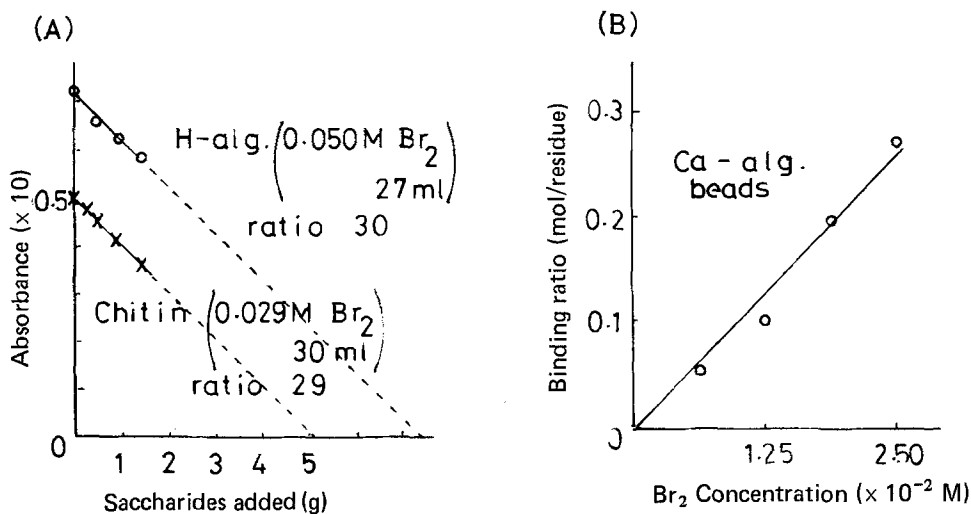 (A)
H-alg. (0.050M Br2
27ml)
ratio 30
0.5
Chitin (0.029M Br2
30ml)
ratio 29
0
1 2 3 4 5
Absorbance (× 10)
Saccharides added (g)
(B)
0.3
Ca-alg.
beads
0.2
0.1
0
1.25 2.50
Binding ratio (mol/residue)
Br2 Concentration (× 10⁻² M)